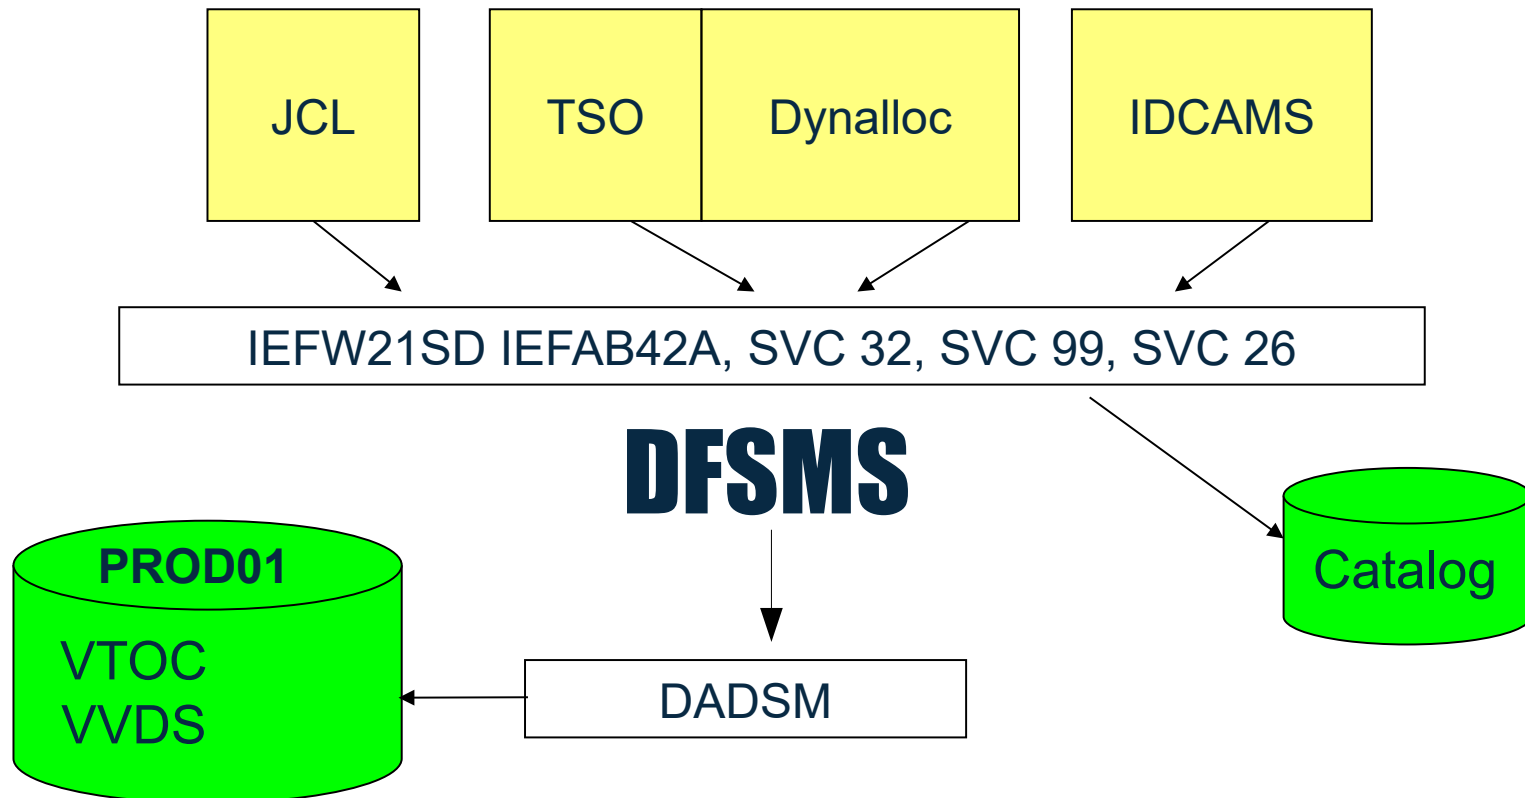 JCL
TSO
Dynalloc
IDCAMS
IEFW21SD IEFAB42A, SVC 32, SVC 99, SVC 26
DFSMS
Catalog
PROD01
VTOC
VVDS
DADSM